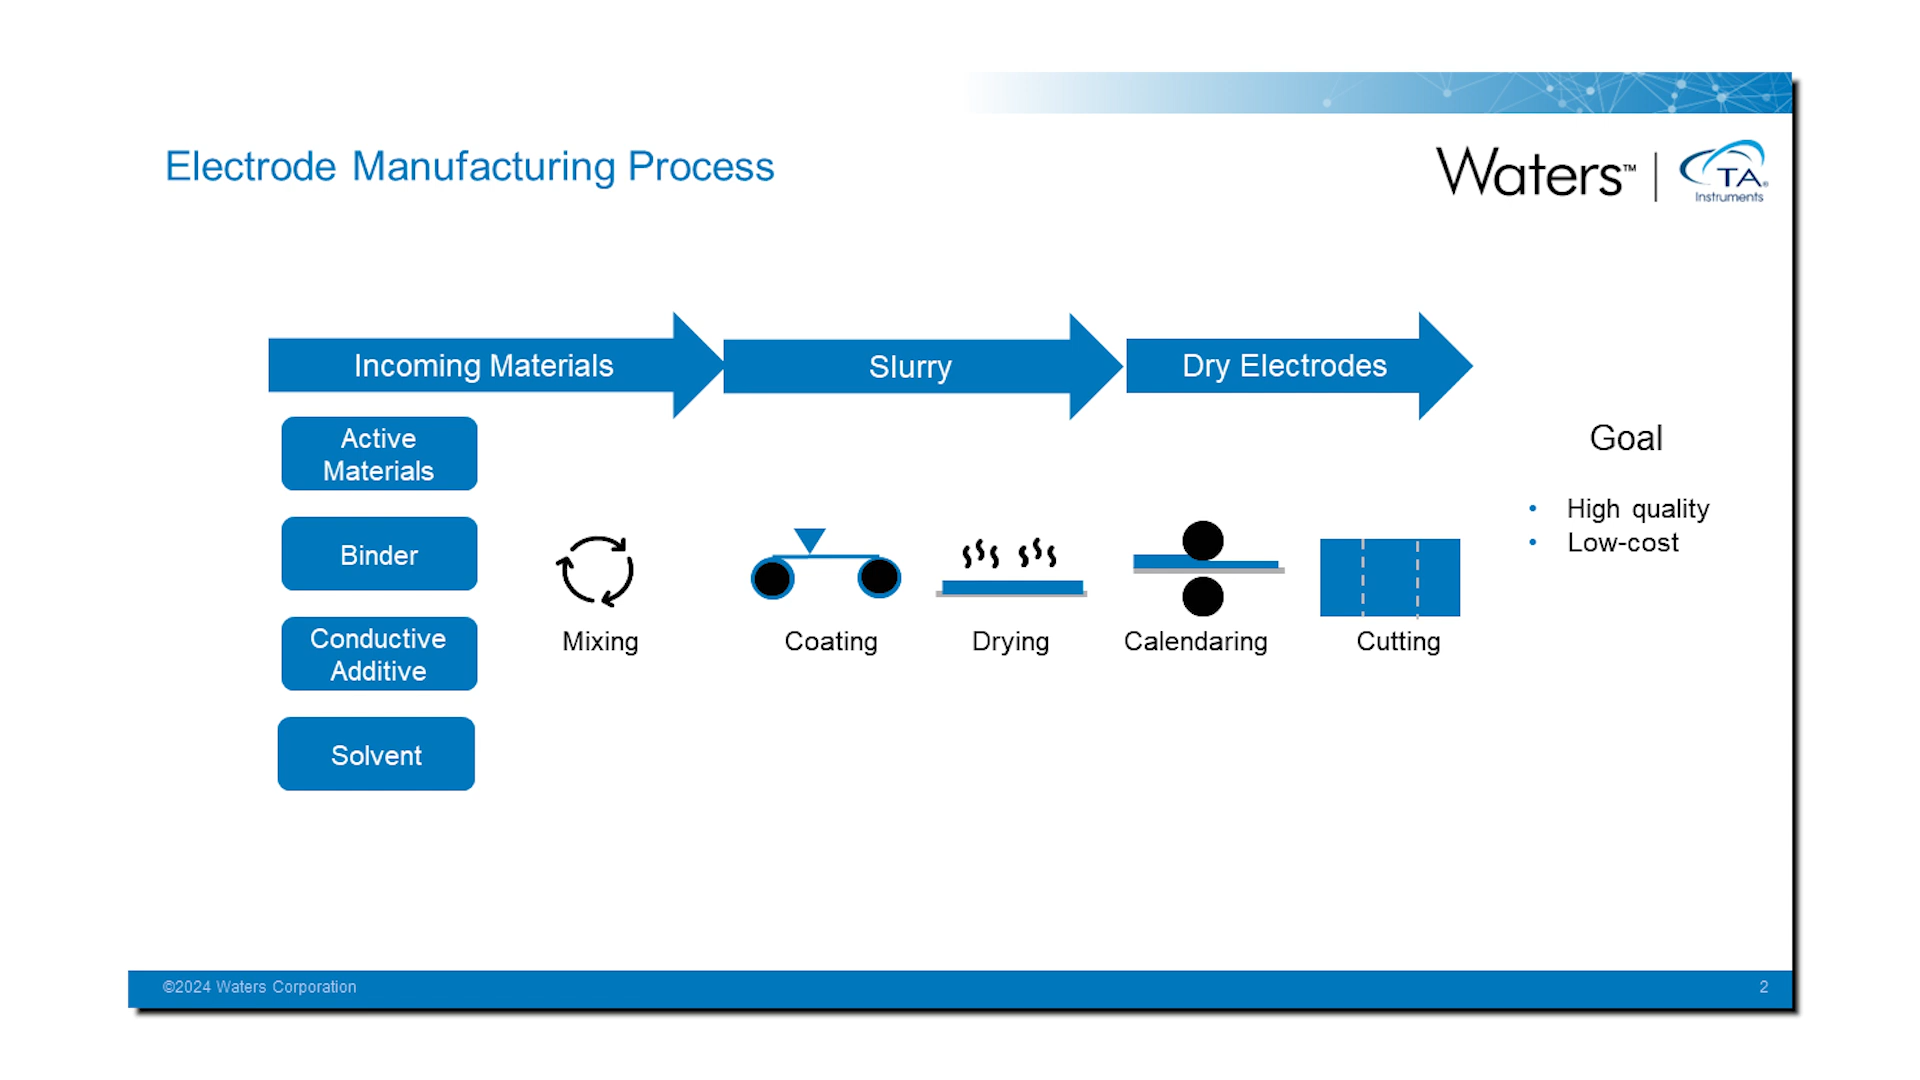 Electrode Manufacturing Process
Waters™
TA®
Instruments
Incoming Materials
Slurry
Dry Electrodes
Active
Materials
Binder
Conductive
Additive
Solvent
Mixing
Coating
Drying
Calendaring
Cutting
Goal
• High quality
• Low-cost
©2024 Waters Corporation
2